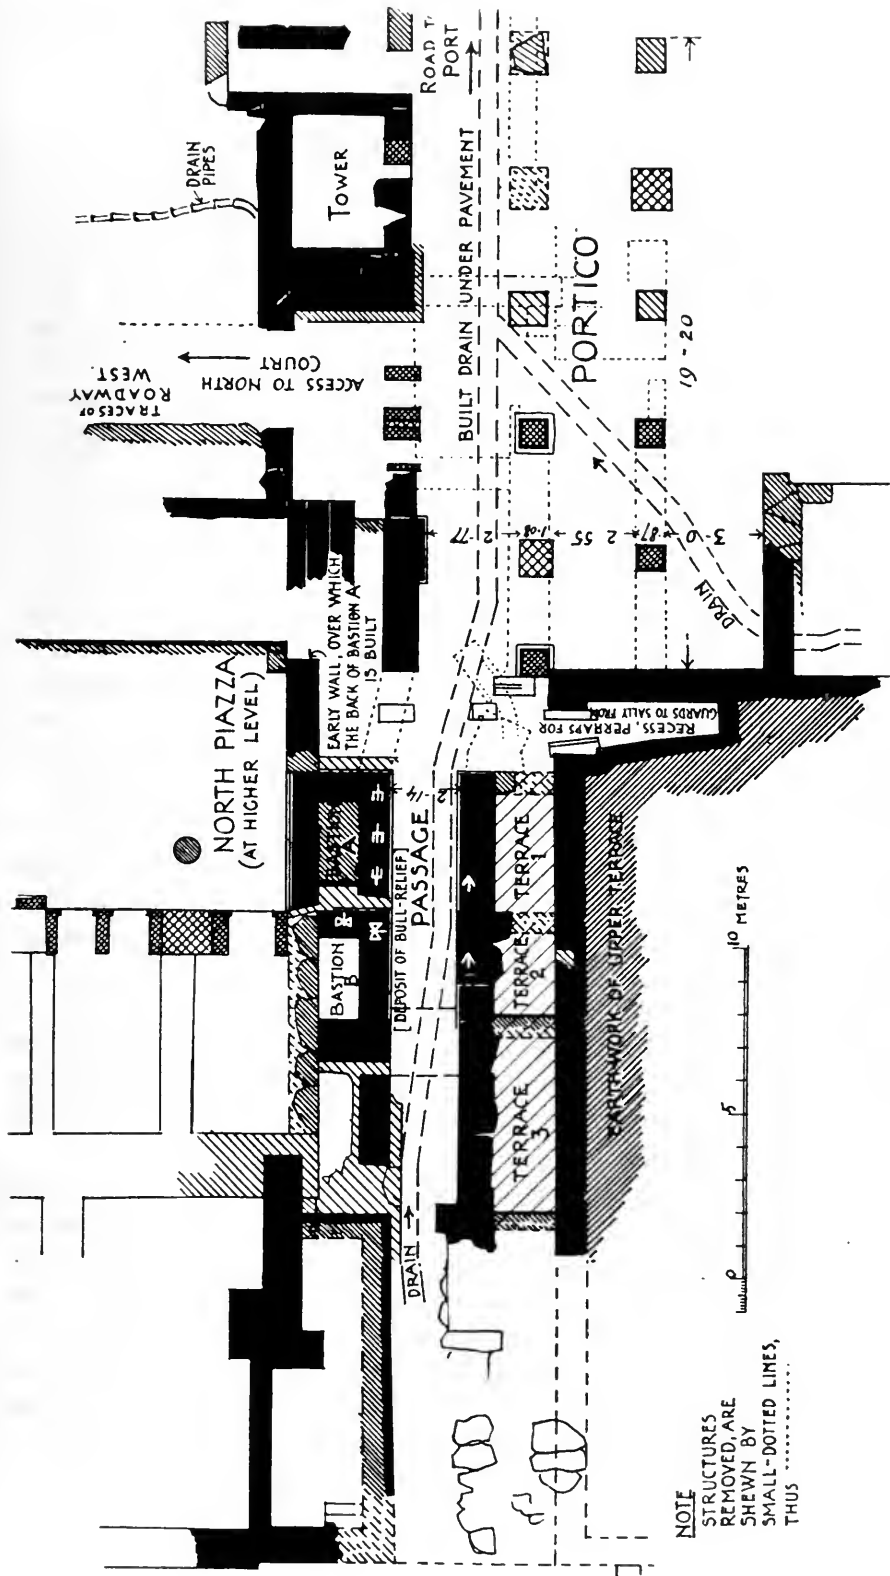 ROAD T
PORT
TOWER
DRAIN
PIPES
ACCESS TO NORTH
COURT
TRACES OF
ROADWAY
WEST.
BUILT DRAIN UNDER PAVEMENT
PORTICO
19 - 20
2 - 77
1·08
2 55
·87
3 - 0
DRAIN
NORTH PIAZZA
(AT HIGHER LEVEL)
EARLY WALL OVER WHICH
THE BACK OF BASTION A
IS BUILT
BASTION
A
BASTION
B
[DEPOSIT OF BULL-RELIEF]
PASSAGE
2 - 14
RECESS, PERHAPS FOR
GUARDS TO SALLY FROM
TERRACE
1
TERRACE
2
TERRACE
3
EARTH-WORK OF UPPER TERRACE
DRAIN
0
5
10 METRES
NOTE
STRUCTURES
REMOVED, ARE
SHEWN BY
SMALL-DOTTED LINES,
THUS ............